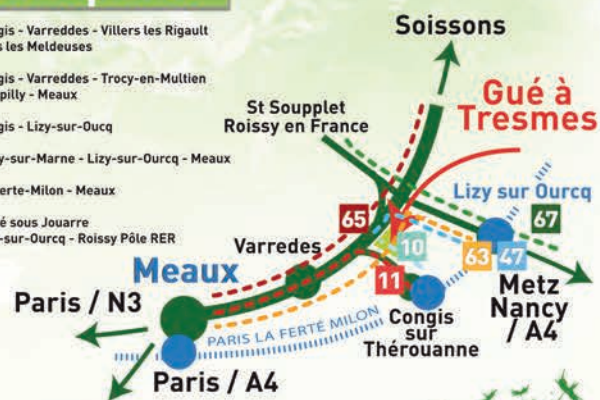 gis - Varreddes - Villers les Rigault
s les Meldeuses
gis - Varreddes - Trocy-en-Multien
pilly - Meaux
gis - Lizy-sur-Oucq
y-sur-Marne - Lizy-sur-Ourcq - Meaux
erte-Milon - Meaux
é sous Jouarre
-sur-Ourcq - Roissy Pôle RER
Soissons
Gué à
Tresmes
St Soupplet
Roissy en France
Lizy sur Ourcq
65
67
10
63
47
11
Varredes
Meaux
Metz
Nancy
/ A4
Paris / N3
PARIS LA FERTÉ MILON
Congis
sur
Thérouanne
Paris / A4